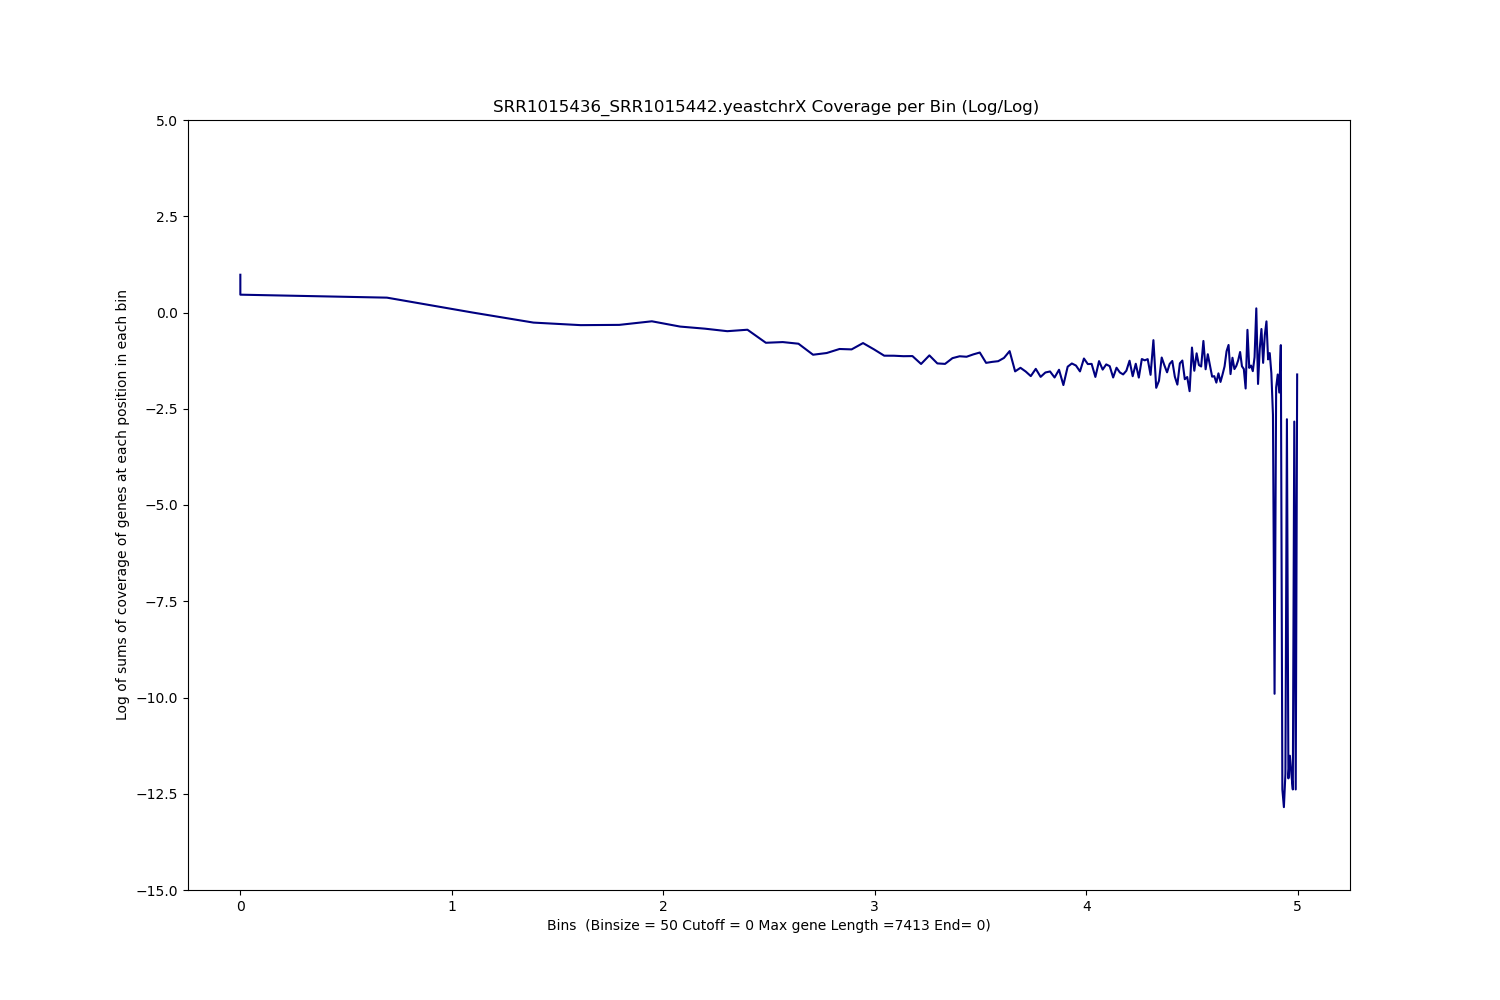 SRR1015436_SRR1015442.yeastchrX Coverage per Bin (Log/Log)
5.0
2.5
0.0
−2.5
−5.0
−7.5
−10.0
−12.5
−15.0
Log of sums of coverage of genes at each position in each bin
0 1 2 3 4 5
Bins  (Binsize = 50 Cutoff = 0 Max gene Length =7413 End= 0)